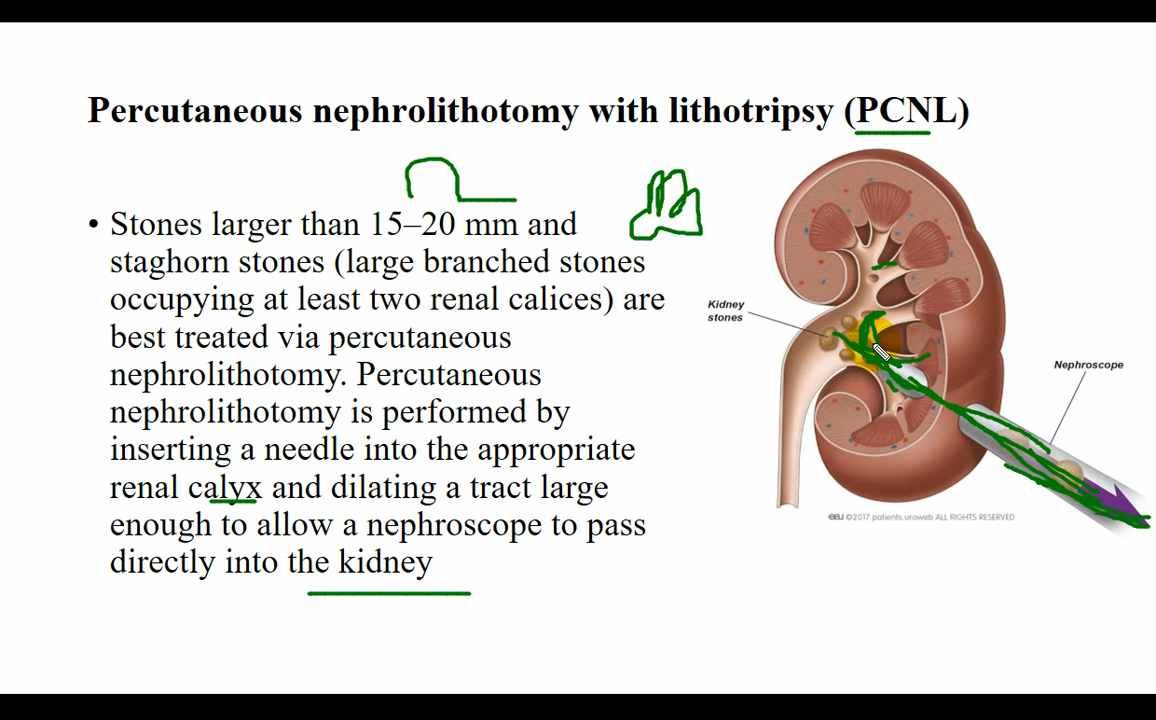 Percutaneous nephrolithotomy with lithotripsy (PCNL)
• Stones larger than 15–20 mm and
staghorn stones (large branched stones
occupying at least two renal calices) are
best treated via percutaneous
nephrolithotomy. Percutaneous
nephrolithotomy is performed by
inserting a needle into the appropriate
renal calyx and dilating a tract large
enough to allow a nephroscope to pass
directly into the kidney
Kidney
stones
Nephroscope
eau ©2017 patients.uroweb ALL RIGHTS RESERVED